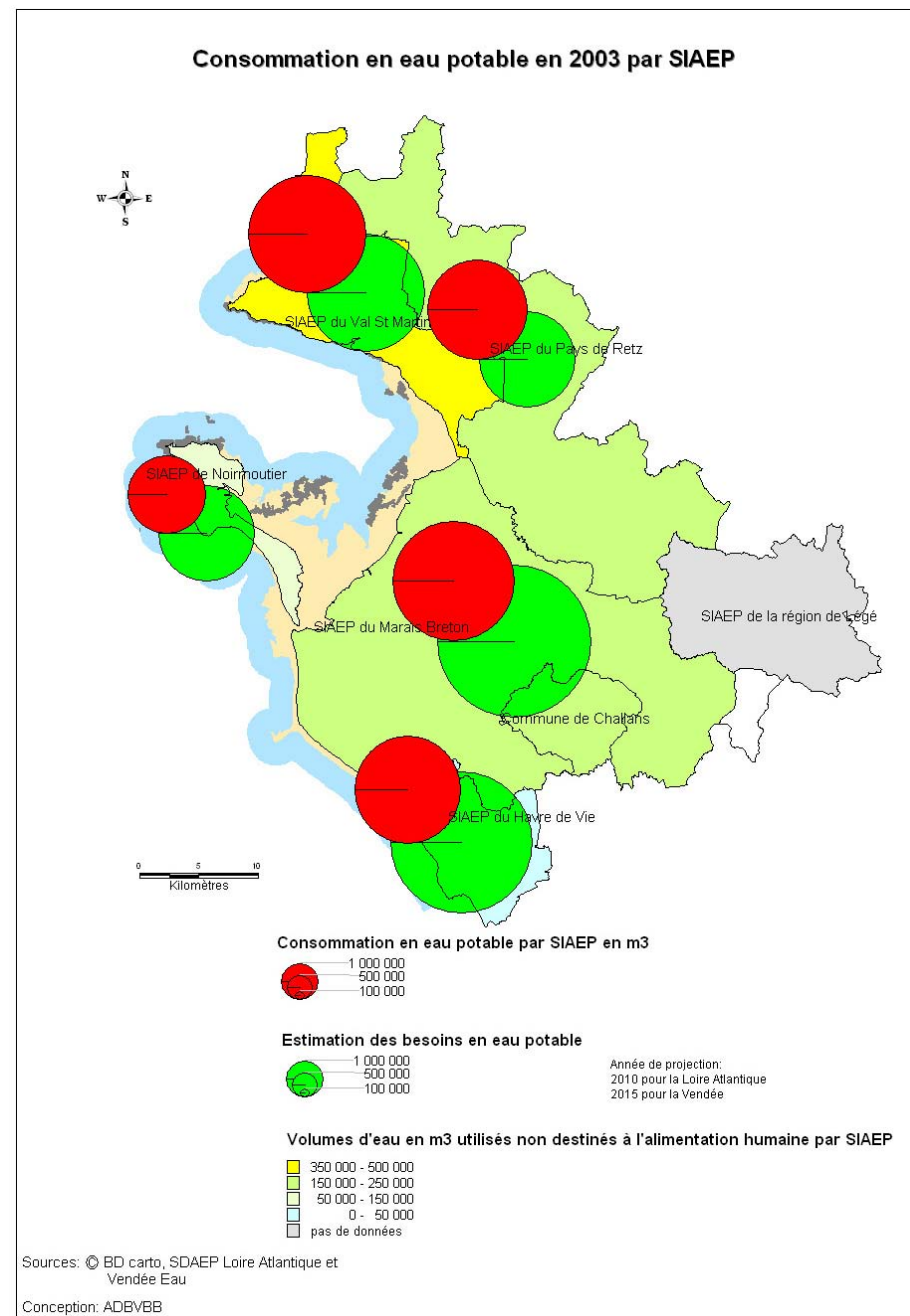 Consommation en eau potable en 2003 par SIAEP
N
W E
S
SIAEP du Val St Martin
SIAEP du Pays de Retz
SIAEP de Noirmoutier
SIAEP de la région de Légé
SIAEP du Marais Breton
Commune de Challans
SIAEP du Havre de Vie
0 5 10
Kilomètres
Consommation en eau potable par SIAEP en m3
1 000 000
500 000
100 000
Estimation des besoins en eau potable
1 000 000
500 000
100 000
Année de projection:
2010 pour la Loire Atlantique
2015 pour la Vendée
Volumes d'eau en m3 utilisés non destinés à l'alimentation humaine par SIAEP
350 000 - 500 000
150 000 - 250 000
50 000 - 150 000
0 - 50 000
pas de données
Sources: © BD carto, SDAEP Loire Atlantique et
Vendée Eau
Conception: ADBVBB